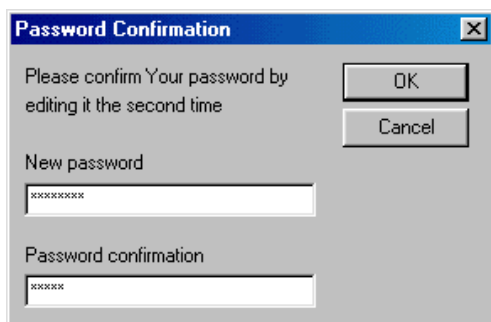 Password Confirmation
Please confirm Your password by
editing it the second time
OK
Cancel
New password
********
Password confirmation
*****